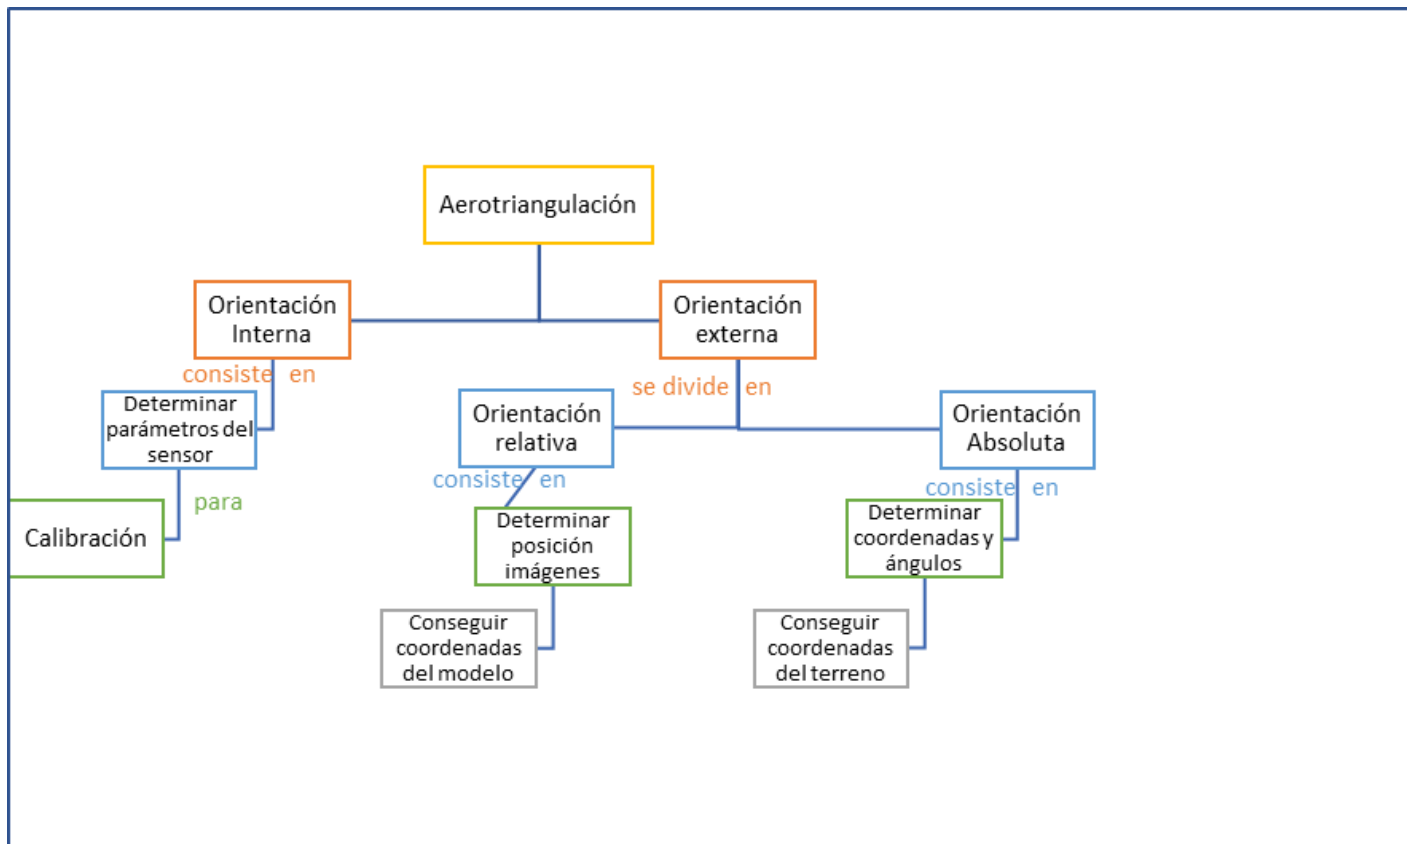 Aerotriangulación
Orientación
Interna
Orientación
externa
consiste en
se divide en
Determinar
parámetros del
sensor
Orientación
relativa
Orientación
Absoluta
para
consiste en
consiste en
Calibración
Determinar
posición
imágenes
Determinar
coordenadas y
ángulos
Conseguir
coordenadas
del modelo
Conseguir
coordenadas
del terreno